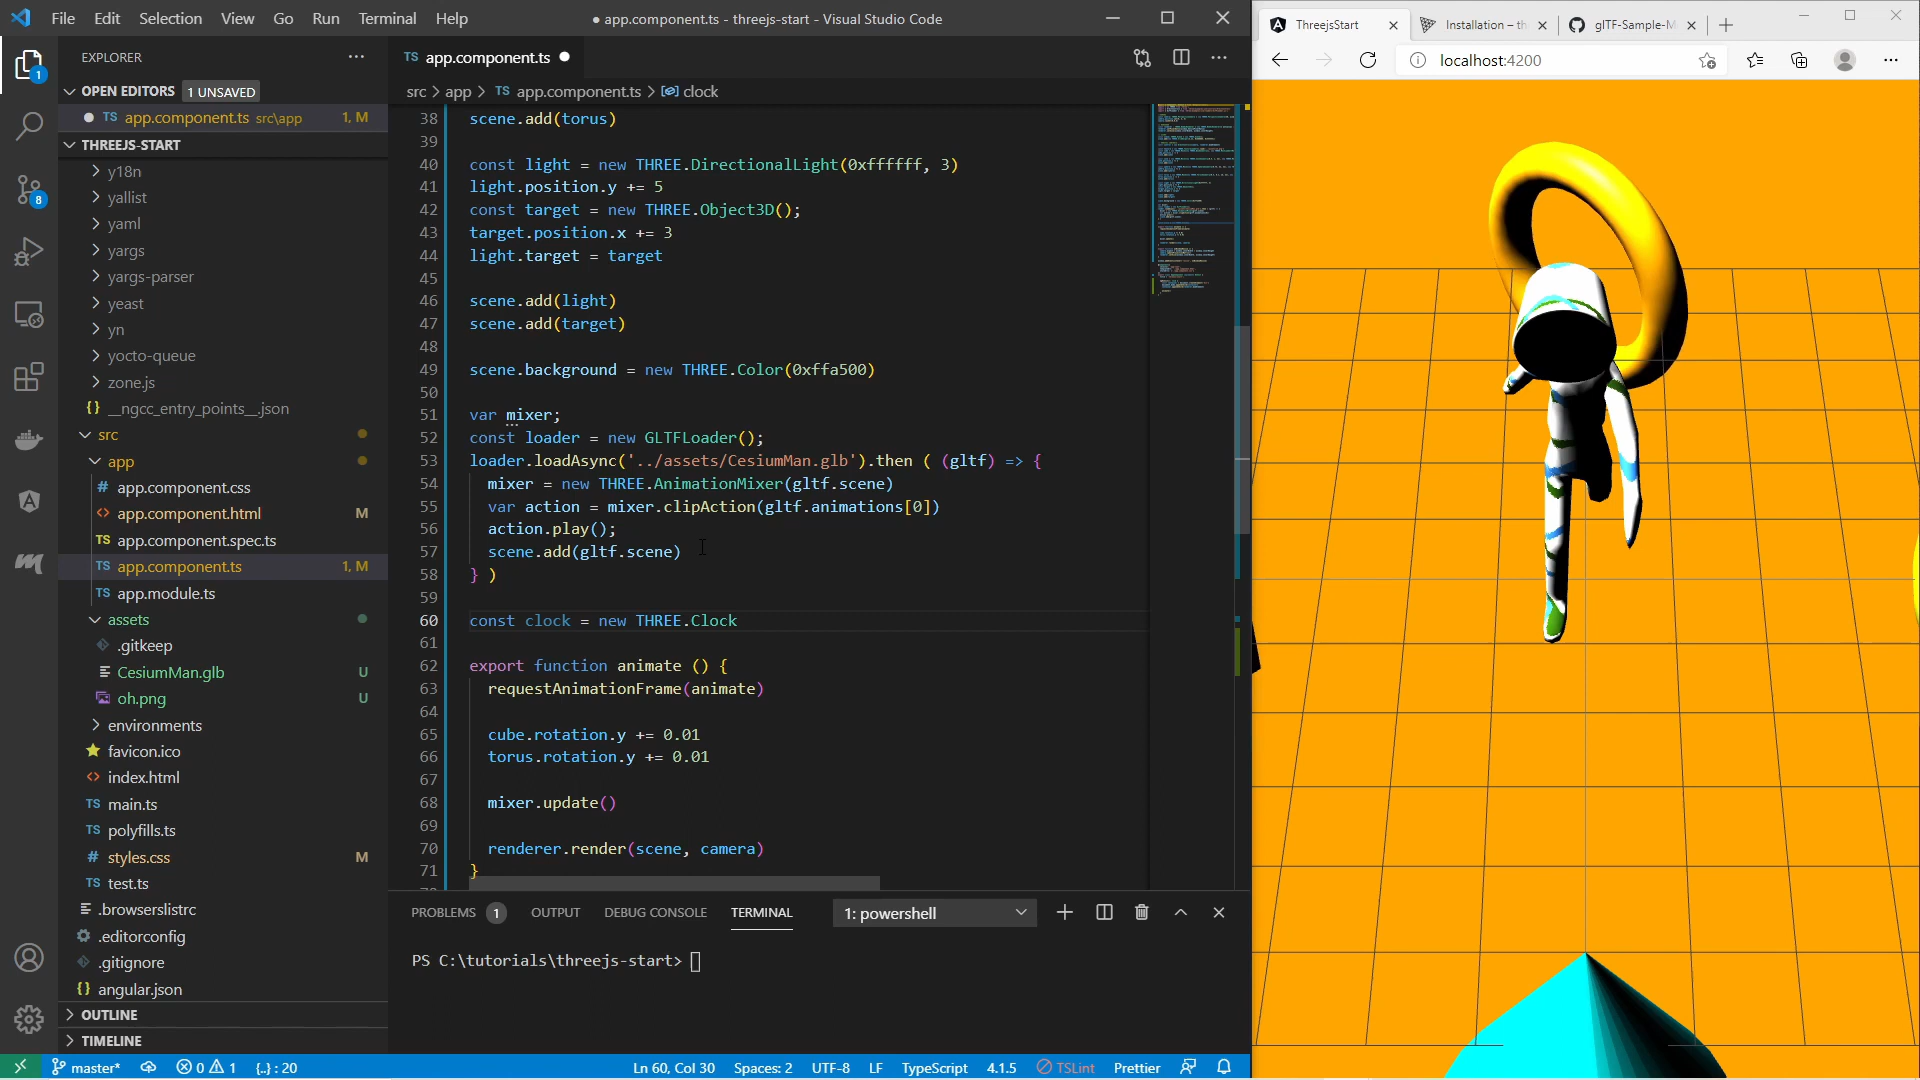 File Edit Selection View Go Run Terminal Help
● app.component.ts - threejs-start - Visual Studio Code
EXPLORER
OPEN EDITORS 1 UNSAVED
TS app.component.ts src\app 1, M
THREEJS-START
y18n
yallist
yaml
yargs
yargs-parser
yeast
yn
yocto-queue
zone.js
{} __ngcc_entry_points__.json
src
app
# app.component.css
<> app.component.html M
TS app.component.spec.ts
TS app.component.ts 1, M
TS app.module.ts
assets
.gitkeep
CesiumMan.glb U
oh.png U
environments
favicon.ico
<> index.html
TS main.ts
TS polyfills.ts
# styles.css M
TS test.ts
.browserslistrc
.editorconfig
.gitignore
{} angular.json
OUTLINE
TIMELINE
1
8
TS app.component.ts
src > app > TS app.component.ts > clock
38 scene.add(torus)
39
40 const light = new THREE.DirectionalLight(0xffffff, 3)
41 light.position.y += 5
42 const target = new THREE.Object3D();
43 target.position.x += 3
44 light.target = target
45
46 scene.add(light)
47 scene.add(target)
48
49 scene.background = new THREE.Color(0xffa500)
50
51 var mixer;
52 const loader = new GLTFLoader();
53 loader.loadAsync('../assets/CesiumMan.glb').then ( (gltf) => {
54 mixer = new THREE.AnimationMixer(gltf.scene)
55 var action = mixer.clipAction(gltf.animations[0])
56 action.play();
57 scene.add(gltf.scene)
58 } )
59
60 const clock = new THREE.Clock
61
62 export function animate () {
63 requestAnimationFrame(animate)
64
65 cube.rotation.y += 0.01
66 torus.rotation.y += 0.01
67
68 mixer.update()
69
70 renderer.render(scene, camera)
71 }
PROBLEMS 1 OUTPUT DEBUG CONSOLE TERMINAL 1: powershell
PS C:\tutorials\threejs-start>
master* 0 1 {..} : 20 Ln 60, Col 30 Spaces: 2 UTF-8 LF TypeScript 4.1.5 TSLint Prettier
ThreejsStart Installation – th glTF-Sample-M
localhost:4200